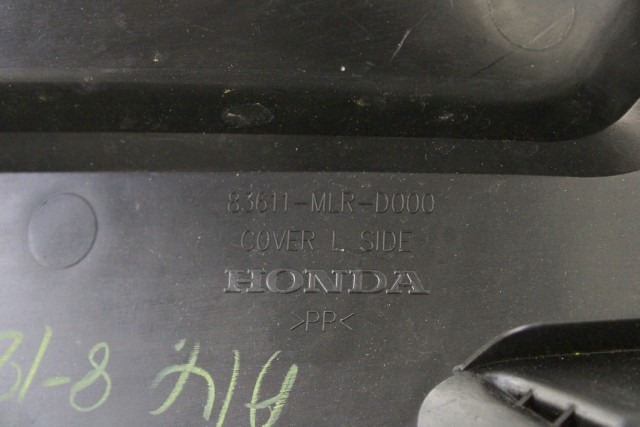 83611-MLR-D000
COVER L SIDE
HONDA
>PP<